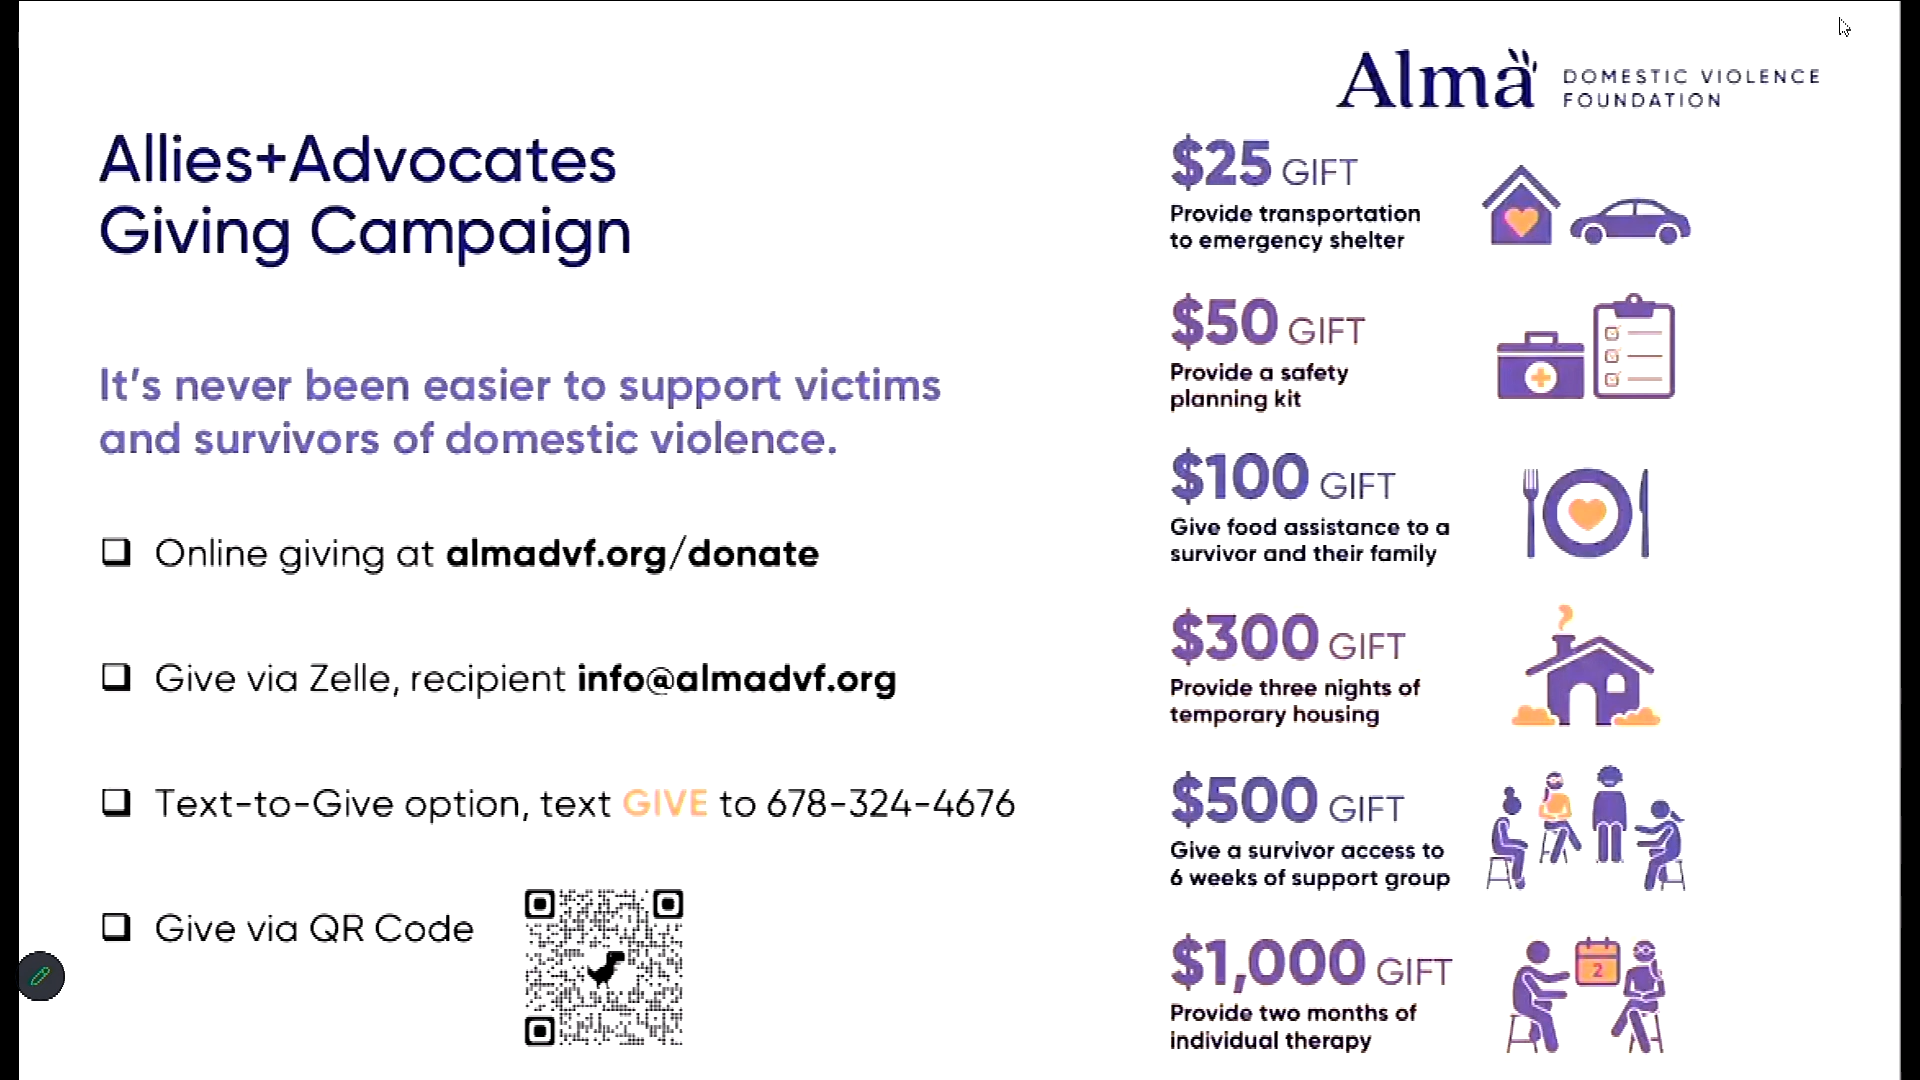 Almä DOMESTIC VIOLENCE
FOUNDATION
Allies+Advocates
Giving Campaign
It's never been easier to support victims
and survivors of domestic violence.
❑ Online giving at almadvf.org/donate
❑ Give via Zelle, recipient info@almadvf.org
❑ Text-to-Give option, text GIVE to 678-324-4676
❑ Give via QR Code
$25 GIFT
Provide transportation
to emergency shelter
$50 GIFT
Provide a safety
planning kit
$100 GIFT
Give food assistance to a
survivor and their family
$300 GIFT
Provide three nights of
temporary housing
$500 GIFT
Give a survivor access to
6 weeks of support group
$1,000 GIFT
2
Provide two months of
individual therapy